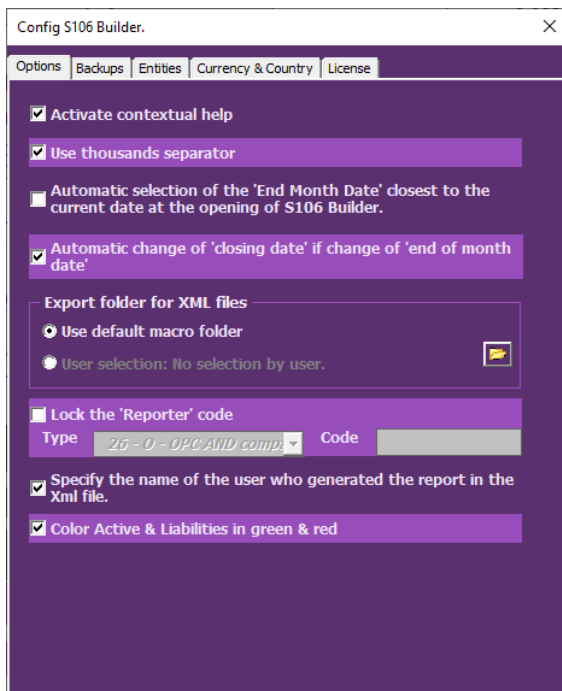 Config S106 Builder.
Options Backups Entities Currency & Country License
Activate contextual help
Use thousands separator
Automatic selection of the 'End Month Date' closest to the
current date at the opening of S106 Builder.
Automatic change of 'closing date' if change of 'end of month
date'
Export folder for XML files
Use default macro folder
User selection: No selection by user.
Lock the 'Reporter' code
Type 26 - O - OPC AND Code
Specify the name of the user who generated the report in the
Xml file.
Color Active & Liabilities in green & red